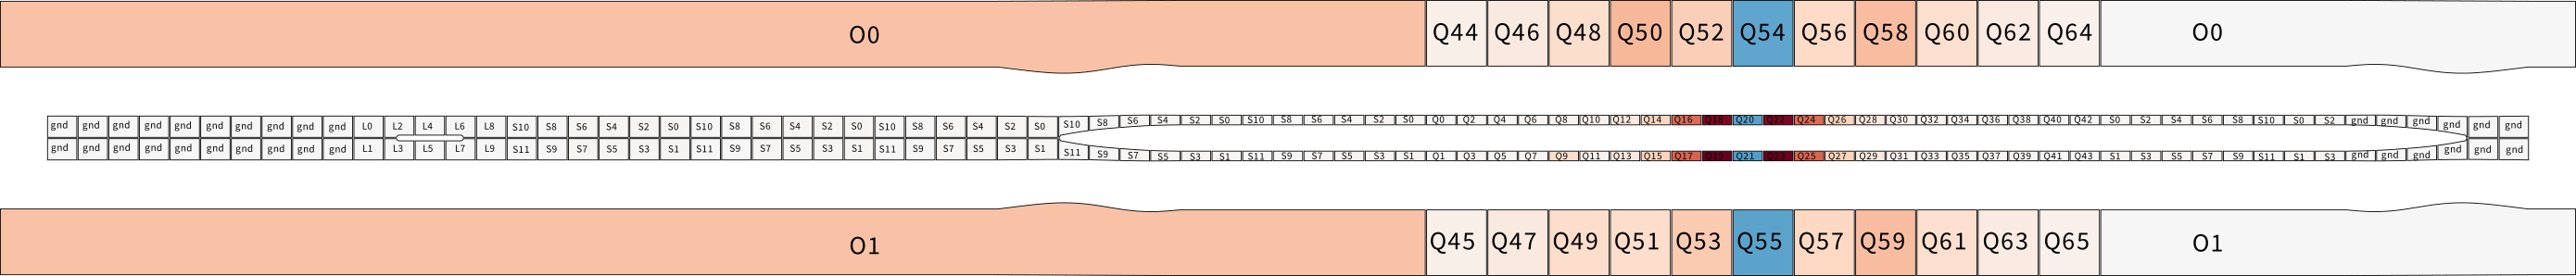 O0 Q44 Q46 Q48 Q50 Q52 Q54 Q56 Q58 Q60 Q62 Q64 O0
gnd gnd gnd gnd gnd gnd gnd gnd gnd gnd L0 L2 L4 L6 L8 S10 S8 S6 S4 S2 S0 S10 S8 S6 S4 S2 S0 S10 S8 S6 S4 S2 S0 S10 S8 S6 S4 S2 S0 S10 S8 S6 S4 S2 S0 Q0 Q2 Q4 Q6 Q8 Q10 Q12 Q14 Q16 Q18 Q20 Q22 Q24 Q26 Q28 Q30 Q32 Q34 Q36 Q38 Q40 Q42 S0 S2 S4 S6 S8 S10 S0 S2 gnd gnd gnd gnd gnd gnd
gnd gnd gnd gnd gnd gnd gnd gnd gnd gnd L1 L3 L5 L7 L9 S11 S9 S7 S5 S3 S1 S11 S9 S7 S5 S3 S1 S11 S9 S7 S5 S3 S1 S11 S9 S7 S5 S3 S1 S11 S9 S7 S5 S3 S1 Q1 Q3 Q5 Q7 Q9 Q11 Q13 Q15 Q17 Q19 Q21 Q23 Q25 Q27 Q29 Q31 Q33 Q35 Q37 Q39 Q41 Q43 S1 S3 S5 S7 S9 S11 S1 S3 gnd gnd gnd gnd gnd gnd
O1 Q45 Q47 Q49 Q51 Q53 Q55 Q57 Q59 Q61 Q63 Q65 O1